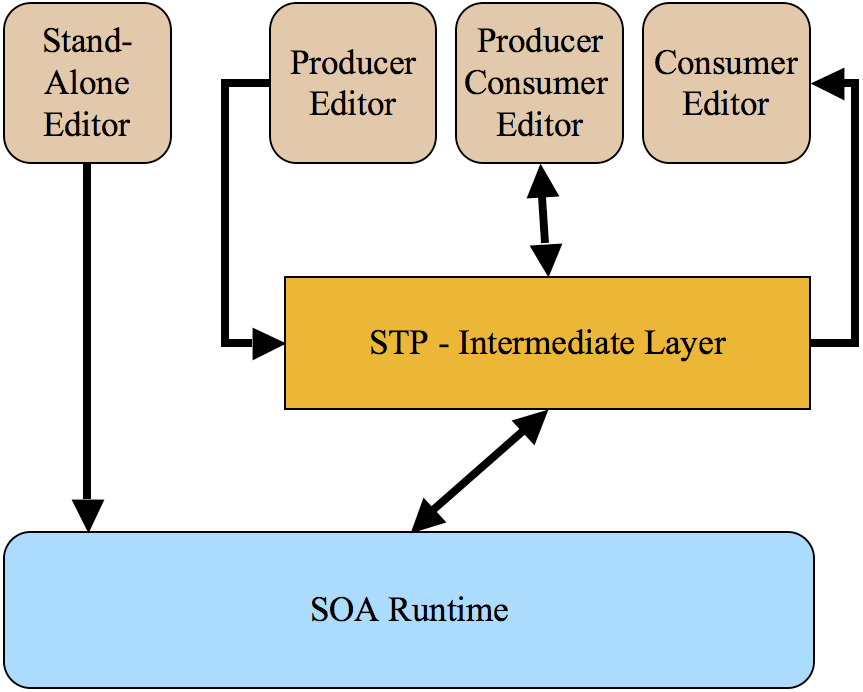 Stand-
Alone
Editor
Producer
Editor
Producer
Consumer
Editor
Consumer
Editor
STP - Intermediate Layer
SOA Runtime